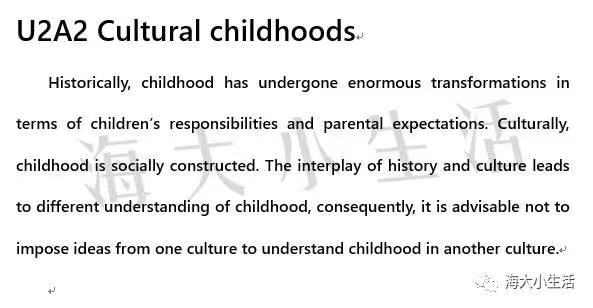 U2A2 Cultural childhoods
Historically, childhood has undergone enormous transformations in
terms of children's responsibilities and parental expectations. Culturally,
childhood is socially constructed. The interplay of history and culture leads
to different understanding of childhood, consequently, it is advisable not to
impose ideas from one culture to understand childhood in another culture.
海大小生活
海大小生活